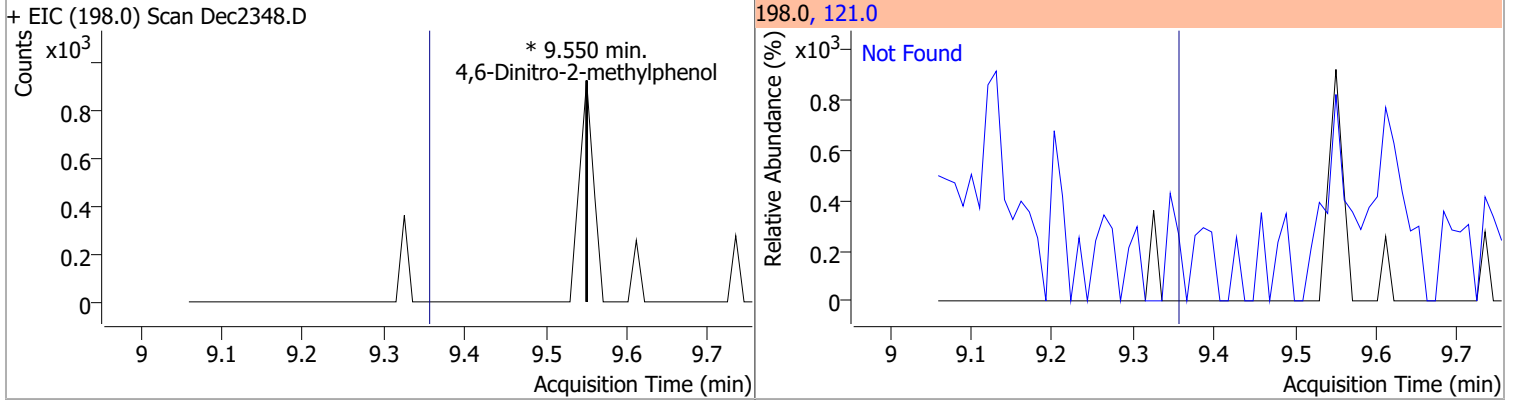 + EIC (198.0) Scan Dec2348.D
Counts
x10³
* 9.550 min.
4,6-Dinitro-2-methylphenol
0.8
0.6
0.4
0.2
0
9 9.1 9.2 9.3 9.4 9.5 9.6 9.7
Acquisition Time (min)
198.0, 121.0
Relative Abundance (%)
x10³
Not Found
0.8
0.6
0.4
0.2
0
9 9.1 9.2 9.3 9.4 9.5 9.6 9.7
Acquisition Time (min)